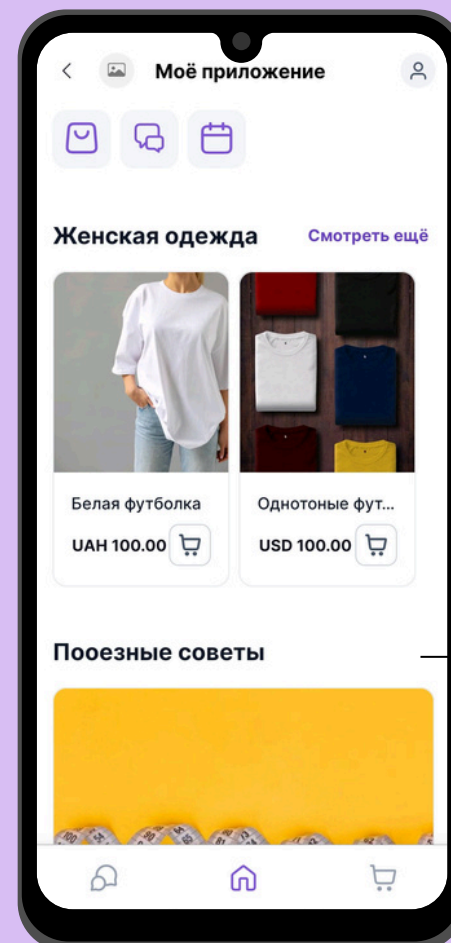 Моё приложение
Женская одежда
Смотреть ещё
Белая футболка
UAH 100.00
Однотоные фут...
USD 100.00
Пооезные советы